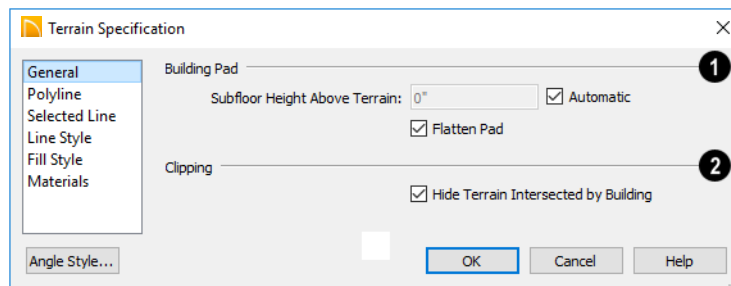 Terrain Specification
General
Polyline
Selected Line
Line Style
Fill Style
Materials
Building Pad
1
Subfloor Height Above Terrain: 0" Automatic
Flatten Pad
Clipping
2
Hide Terrain Intersected by Building
Angle Style... OK Cancel Help